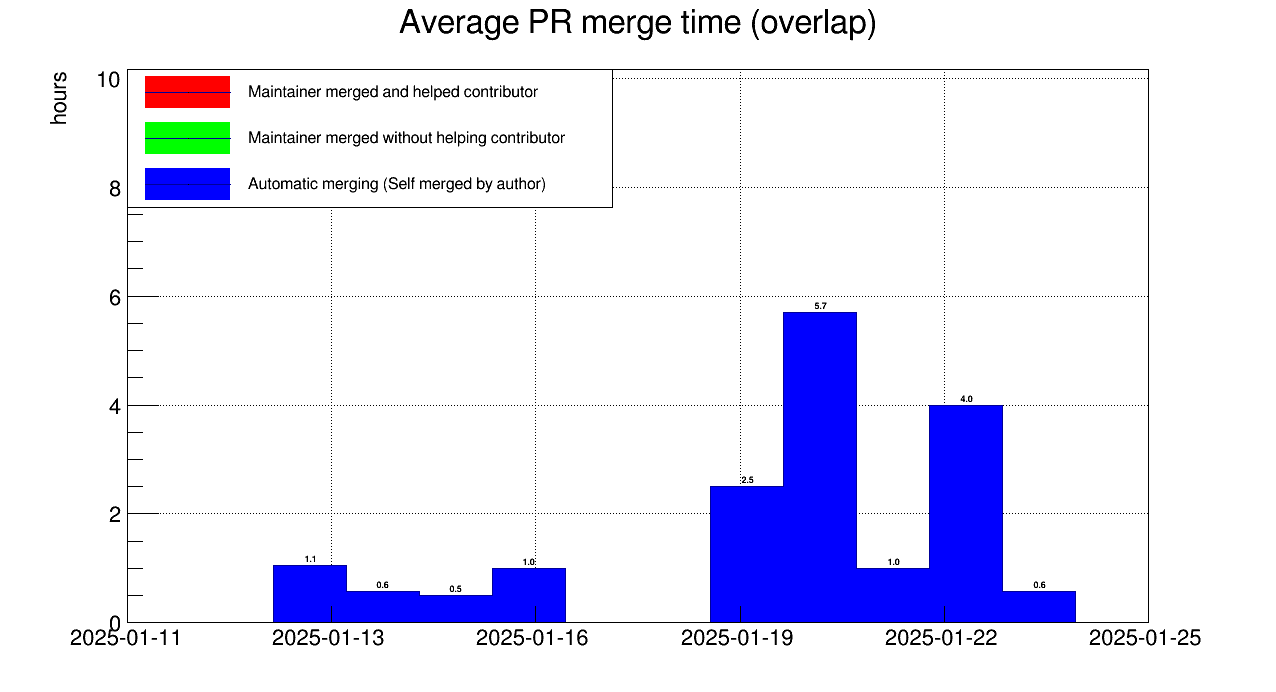 Average PR merge time (overlap)
hours
10
8
6
4
2
0
Maintainer merged and helped contributor
Maintainer merged without helping contributor
Automatic merging (Self merged by author)
1.1
0.6
0.5
1.0
2.5
5.7
1.0
4.0
0.6
2025-01-11 2025-01-13 2025-01-16 2025-01-19 2025-01-22 2025-01-25